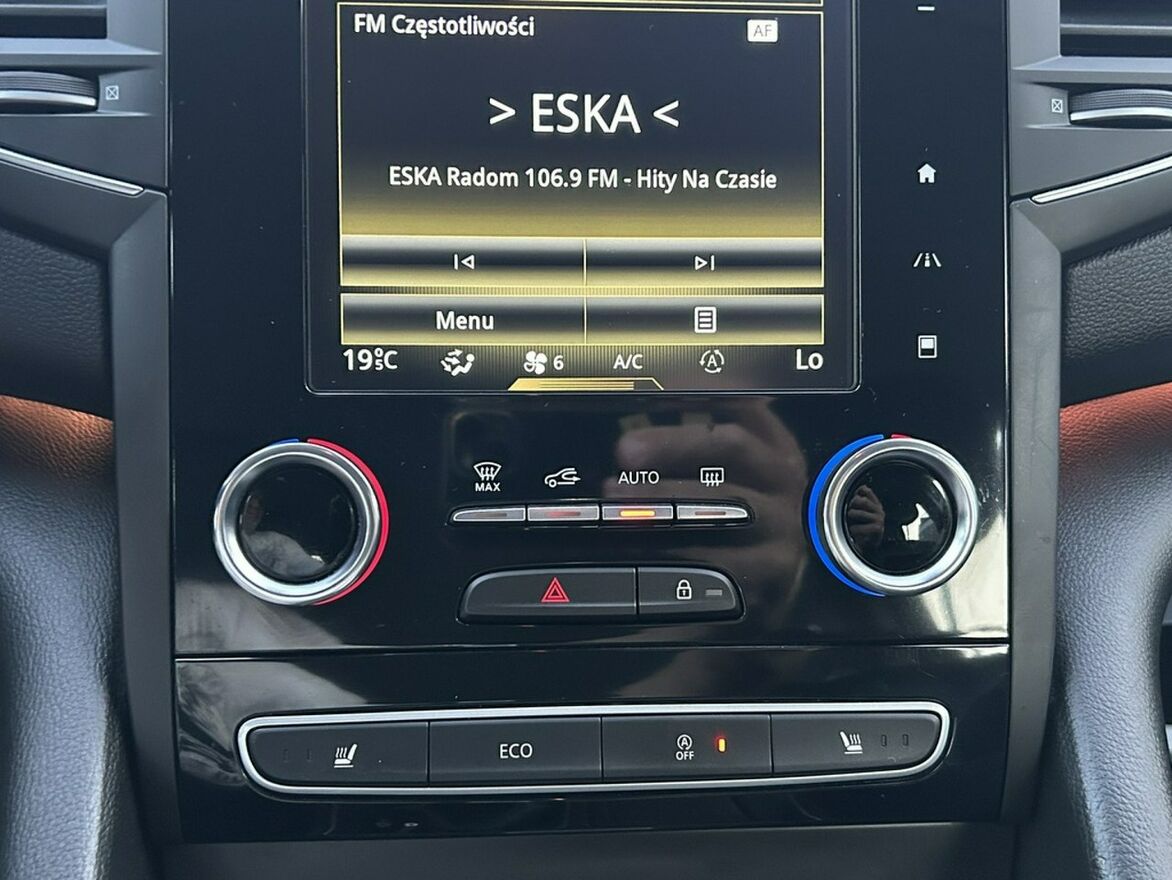 FM Częstotliwości AF
> ESKA <
ESKA Radom 106.9 FM - Hity Na Czasie
Menu
19°5C 6 A/C A Lo
MAX AUTO
ECO A OFF